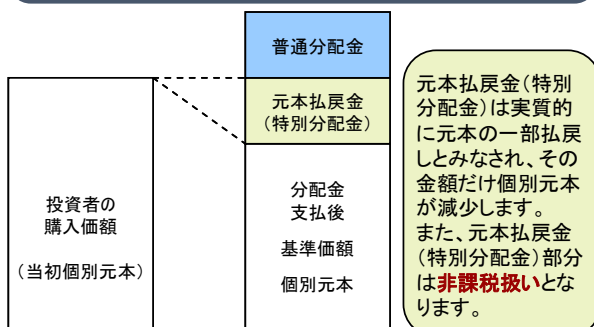 普通分配金
元本払戻金
(特別分配金)
投資者の
購入価額
(当初個別元本)
分配金
支払後
基準価額
個別元本
元本払戻金(特別
分配金)は実質的
に元本の一部払戻
しとみなされ、その
金額だけ個別元本
が減少します。
また、元本払戻金
(特別分配金)部分
は非課税扱いとな
ります。